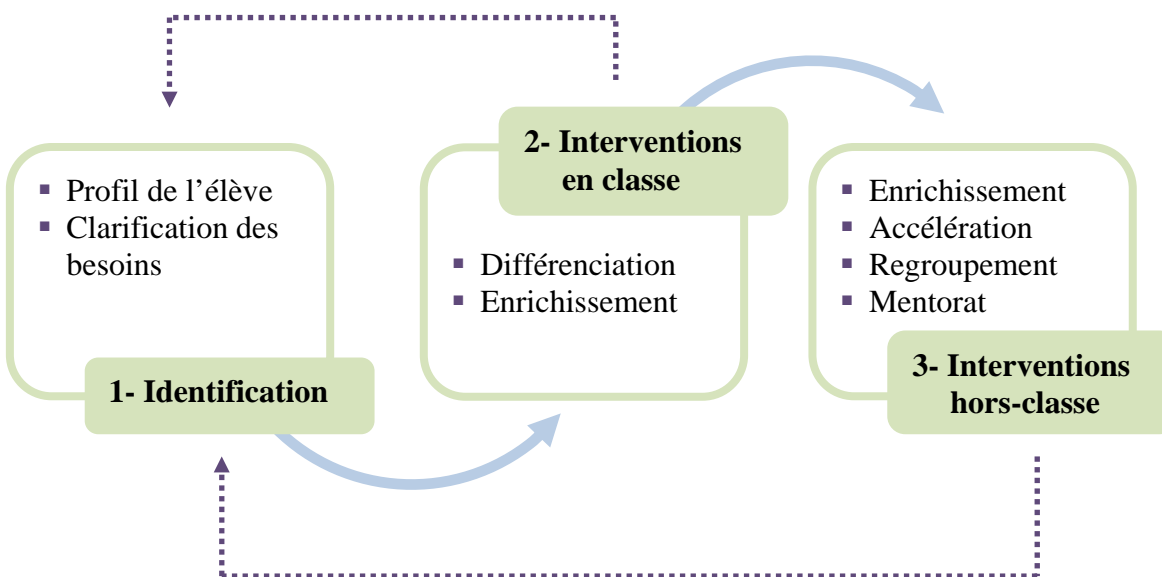 ▪ Profil de l’élève
▪ Clarification des
besoins
1- Identification
2- Interventions
en classe
▪ Différenciation
▪ Enrichissement
▪ Enrichissement
▪ Accélération
▪ Regroupement
▪ Mentorat
3- Interventions
hors-classe